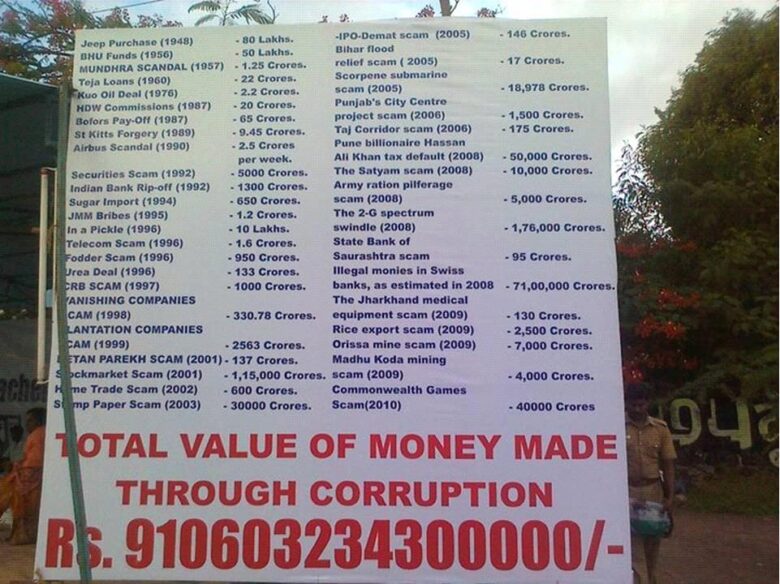 Jeep Purchase (1948) - 80 Lakhs.
BHU Funds (1956) - 50 Lakhs.
MUNDHRA SCANDAL (1957) - 1.25 Crores.
Teja Loans (1960) - 22 Crores.
Kuo Oil Deal (1976) - 2.2 Crores.
HDW Commissions (1987) - 20 Crores.
Bofors Pay-Off (1987) - 65 Crores.
St Kitts Forgery (1989) - 9.45 Crores.
Airbus Scandal (1990) - 2.5 Crores
per week.
Securities Scam (1992) - 5000 Crores.
Indian Bank Rip-off (1992) - 1300 Crores.
Sugar Import (1994) - 650 Crores.
JMM Bribes (1995) - 1.2 Crores.
In a Pickle (1996) - 10 Lakhs.
Telecom Scam (1996) - 1.6 Crores.
Fodder Scam (1996) - 950 Crores.
Urea Deal (1996) - 133 Crores.
CRB SCAM (1997) - 1000 Crores.
VANISHING COMPANIES
SCAM (1998) - 330.78 Crores.
PLANTATION COMPANIES
SCAM (1999) - 2563 Crores.
KETAN PAREKH SCAM (2001) - 137 Crores.
Stockmarket Scam (2001) - 1,15,000 Crores.
Home Trade Scam (2002) - 600 Crores.
Stamp Paper Scam (2003) - 30000 Crores.
-IPO-Demat scam (2005) - 146 Crores.
Bihar flood
relief scam ( 2005) - 17 Crores.
Scorpene submarine
scam (2005) - 18,978 Crores.
Punjab's City Centre
project scam (2006) - 1,500 Crores.
Taj Corridor scam (2006) - 175 Crores.
Pune billionaire Hassan
Ali Khan tax default (2008) - 50,000 Crores.
The Satyam scam (2008) - 10,000 Crores.
Army ration pilferage
scam (2008) - 5,000 Crores.
The 2-G spectrum
swindle (2008) - 1,76,000 Crores.
State Bank of
Saurashtra scam - 95 Crores.
Illegal monies in Swiss
banks, as estimated in 2008 - 71,00,000 Crores.
The Jharkhand medical
equipment scam (2009) - 130 Crores.
Rice export scam (2009) - 2,500 Crores.
Orissa mine scam (2009) - 7,000 Crores.
Madhu Koda mining
scam (2009) - 4,000 Crores.
Commonwealth Games
Scam(2010) - 40000 Crores
TOTAL VALUE OF MONEY MADE
THROUGH CORRUPTION
Rs. 910603234300000/-